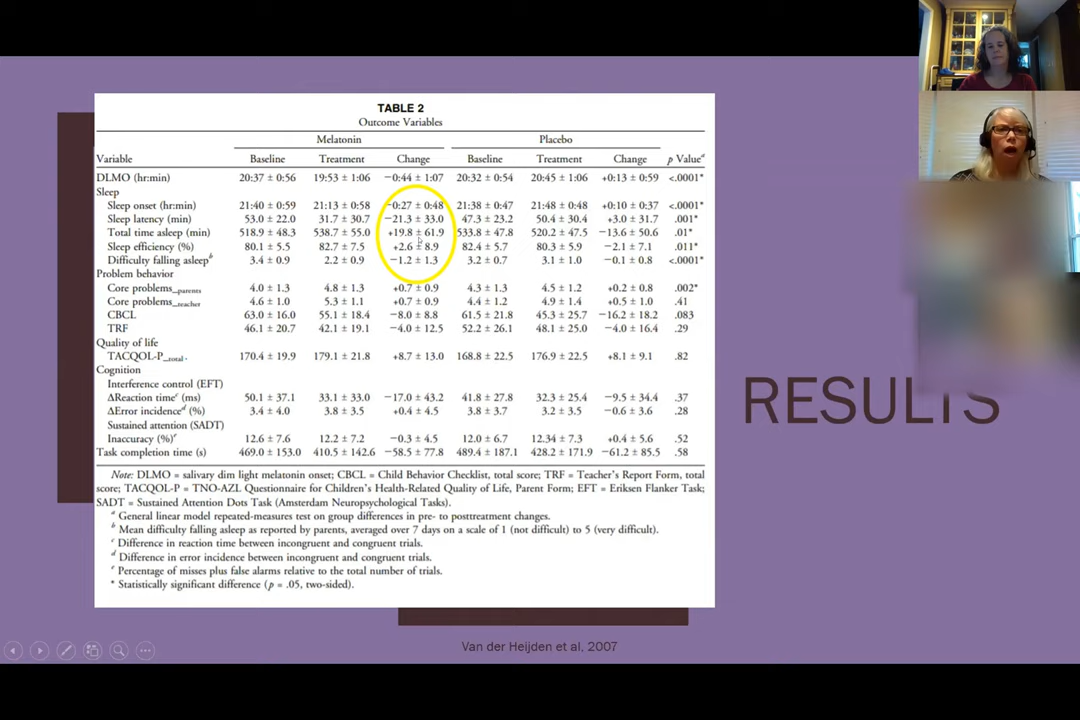 TABLE 2
Outcome Variables
Melatonin Placebo
Variable Baseline Treatment Change Baseline Treatment Change p Valueᵃ
DLMO (hr:min) 20:37 ± 0:56 19:53 ± 1:06 −0:44 ± 1:07 20:32 ± 0:54 20:45 ± 1:06 +0:13 ± 0:59 <.0001*
Sleep
Sleep onset (hr:min) 21:40 ± 0:59 21:13 ± 0:58 −0:27 ± 0:48 21:38 ± 0:47 21:48 ± 0:48 +0:10 ± 0:37 <.0001*
Sleep latency (min) 53.0 ± 22.0 31.7 ± 30.7 −21.3 ± 33.0 47.3 ± 23.2 50.4 ± 30.4 +3.0 ± 31.7 .001*
Total time asleep (min) 518.9 ± 48.3 538.7 ± 55.0 +19.8 ± 61.9 533.8 ± 47.8 520.2 ± 47.5 −13.6 ± 50.6 .01*
Sleep efficiency (%) 80.1 ± 5.5 82.7 ± 7.5 +2.6 ± 8.9 82.4 ± 5.7 80.3 ± 5.9 −2.1 ± 7.1 .011*
Difficulty falling asleepᵇ 3.4 ± 0.9 2.2 ± 0.9 −1.2 ± 1.3 3.2 ± 0.7 3.1 ± 1.0 −0.1 ± 0.8 <.0001*
Problem behavior
Core problems_parents 4.0 ± 1.3 4.8 ± 1.3 +0.7 ± 0.9 4.3 ± 1.3 4.5 ± 1.2 +0.2 ± 0.8 .002*
Core problems_teacher 4.6 ± 1.0 5.3 ± 1.1 +0.7 ± 0.9 4.4 ± 1.2 4.9 ± 1.4 +0.5 ± 1.0 .41
CBCL 63.0 ± 16.0 55.1 ± 18.4 −8.0 ± 8.8 61.5 ± 21.8 45.3 ± 25.7 −16.2 ± 18.2 .083
TRF 46.1 ± 20.7 42.1 ± 19.1 −4.0 ± 12.5 52.2 ± 26.1 48.1 ± 25.0 −4.0 ± 16.4 .29
Quality of life
TACQOL-P_total. 170.4 ± 19.9 179.1 ± 21.8 +8.7 ± 13.0 168.8 ± 22.5 176.9 ± 22.5 +8.1 ± 9.1 .82
Cognition
Interference control (EFT)
ΔReaction timeᶜ (ms) 50.1 ± 37.1 33.1 ± 33.0 −17.0 ± 43.2 41.8 ± 27.8 32.3 ± 25.4 −9.5 ± 34.4 .37
ΔError incidenceᵈ (%) 3.4 ± 4.0 3.8 ± 3.5 +0.4 ± 4.5 3.8 ± 3.7 3.2 ± 3.5 −0.6 ± 3.6 .28
Sustained attention (SADT)
Inaccuracy (%)ᵉ 12.6 ± 7.6 12.2 ± 7.2 −0.3 ± 4.5 12.0 ± 6.7 12.34 ± 7.3 +0.4 ± 5.6 .52
Task completion time (s) 469.0 ± 153.0 410.5 ± 142.6 −58.5 ± 77.8 489.4 ± 187.1 428.2 ± 171.9 −61.2 ± 85.5 .58
Note: DLMO = salivary dim light melatonin onset; CBCL = Child Behavior Checklist, total score; TRF = Teacher's Report Form, total
score; TACQOL-P = TNO-AZL Questionnaire for Children's Health-Related Quality of Life, Parent Form; EFT = Eriksen Flanker Task;
SADT = Sustained Attention Dots Task (Amsterdam Neuropsychological Tasks).
ᵃ General linear model repeated-measures test on group differences in pre- to posttreatment changes.
ᵇ Mean difficulty falling asleep as reported by parents, averaged over 7 days on a scale of 1 (not difficult) to 5 (very difficult).
ᶜ Difference in reaction time between incongruent and congruent trials.
ᵈ Difference in error incidence between incongruent and congruent trials.
ᵉ Percentage of misses plus false alarms relative to the total number of trials.
* Statistically significant difference (p = .05, two-sided).
RESULTS
Van der Heijden et al, 2007